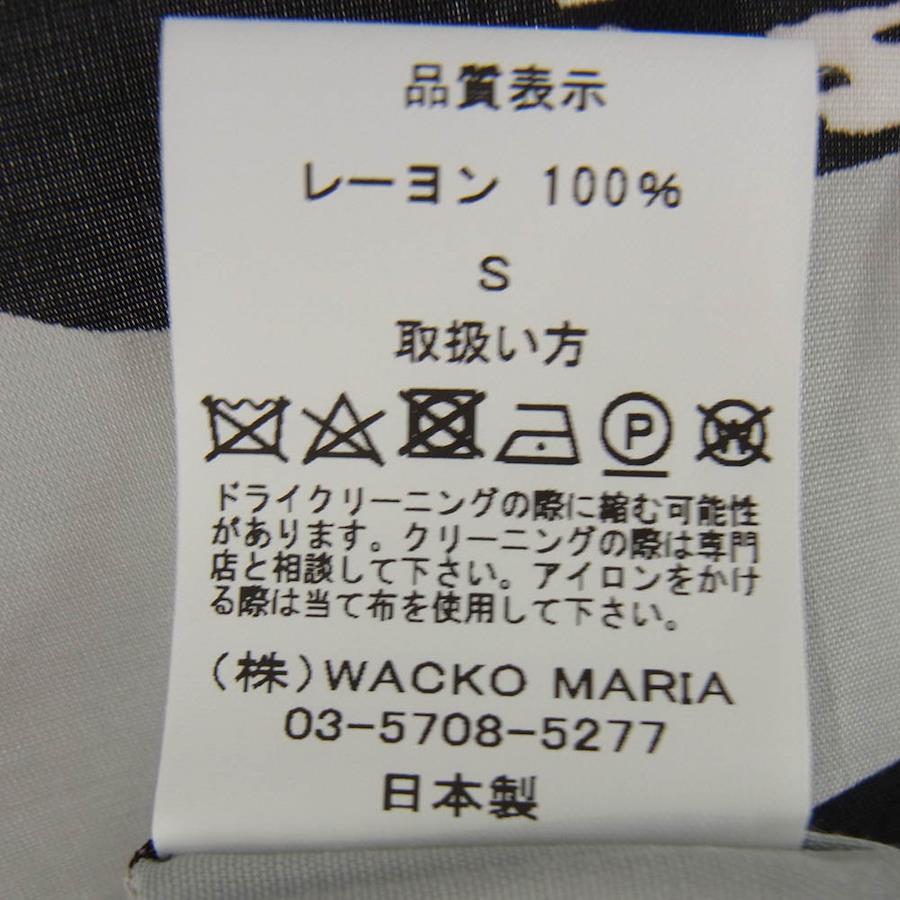 品質表示
レーヨン 100%
S
取扱い方
P W
ドライクリーニングの際に縮む可能性
があります。クリーニングの際は専門
店と相談して下さい。アイロンをかけ
る際は当て布を使用して下さい。
(株)WACKO MARIA
03-5708-5277
日本製